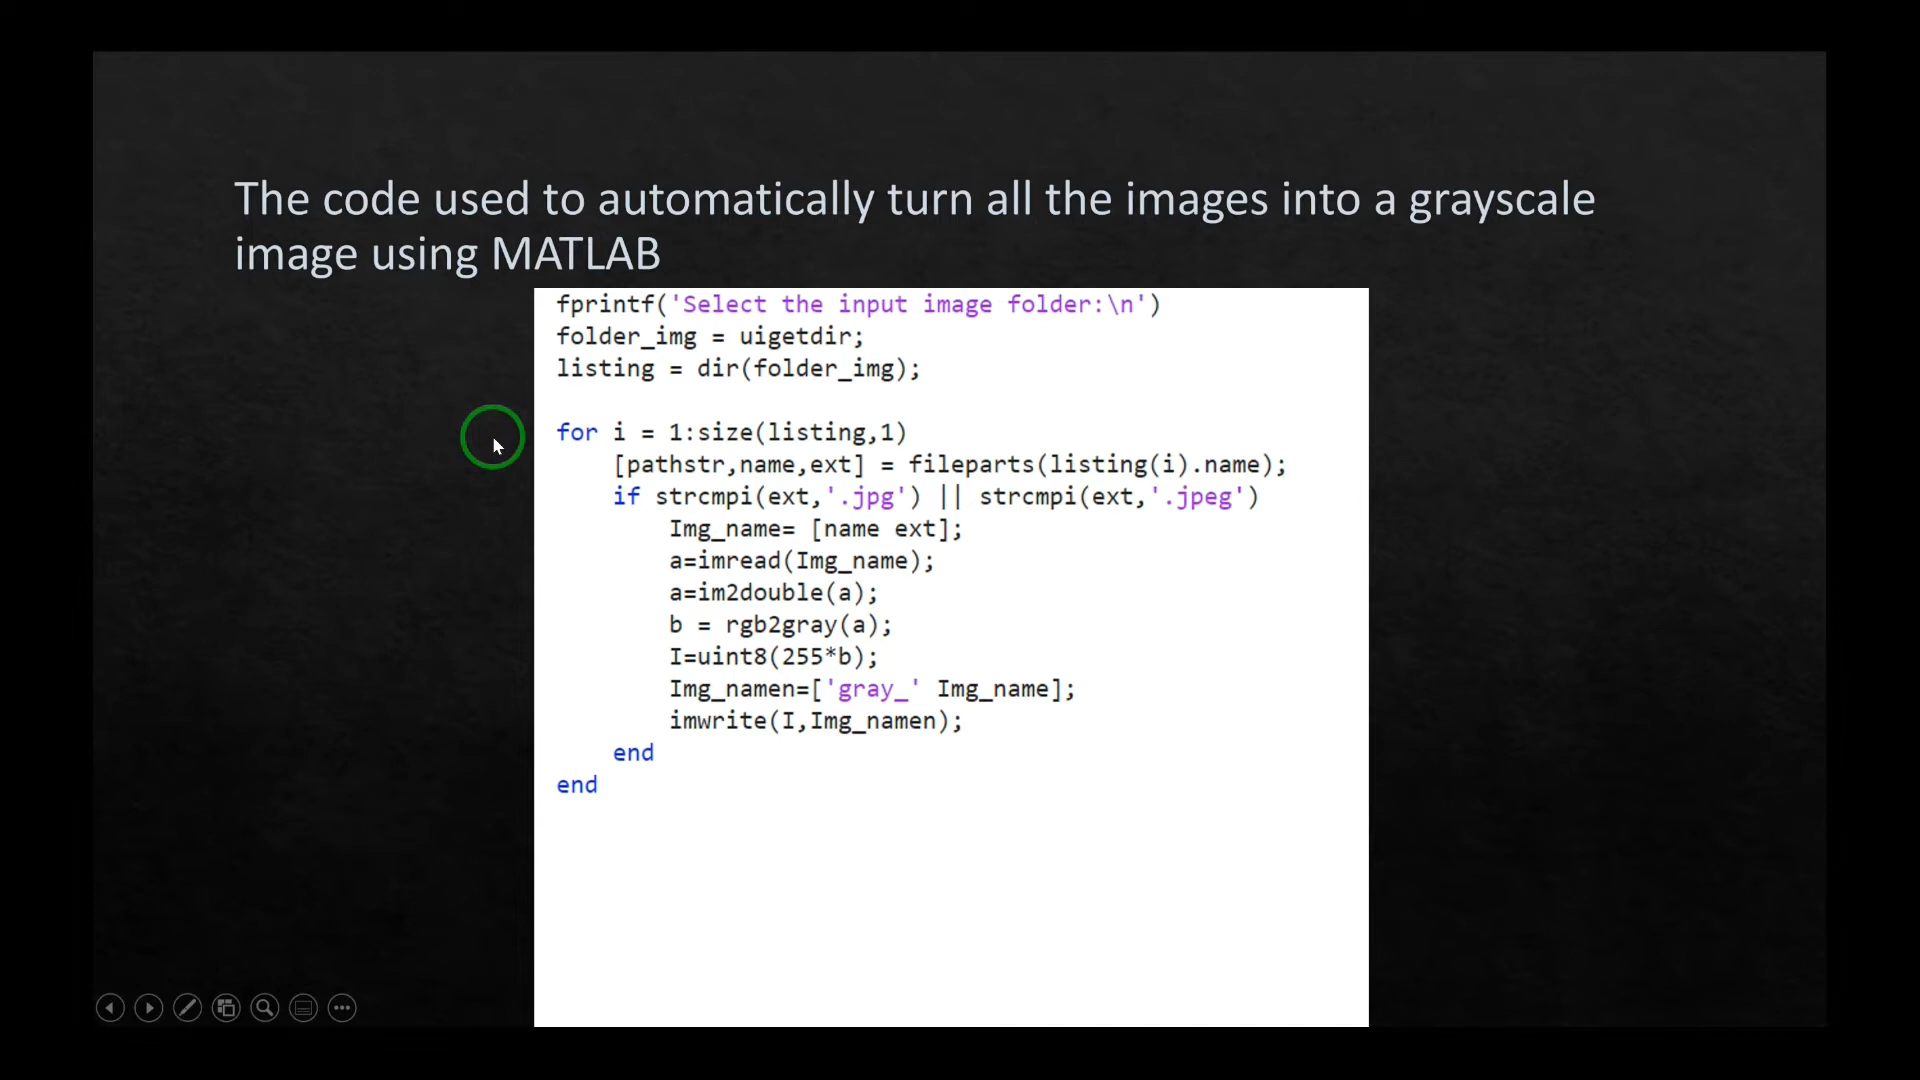 The code used to automatically turn all the images into a grayscale
image using MATLAB
fprintf('Select the input image folder:\n')
folder_img = uigetdir;
listing = dir(folder_img);
for i = 1:size(listing,1)
[pathstr,name,ext] = fileparts(listing(i).name);
if strcmpi(ext,'.jpg') || strcmpi(ext,'.jpeg')
Img_name= [name ext];
a=imread(Img_name);
a=im2double(a);
b = rgb2gray(a);
I=uint8(255*b);
Img_namen=['gray_' Img_name];
imwrite(I,Img_namen);
end
end